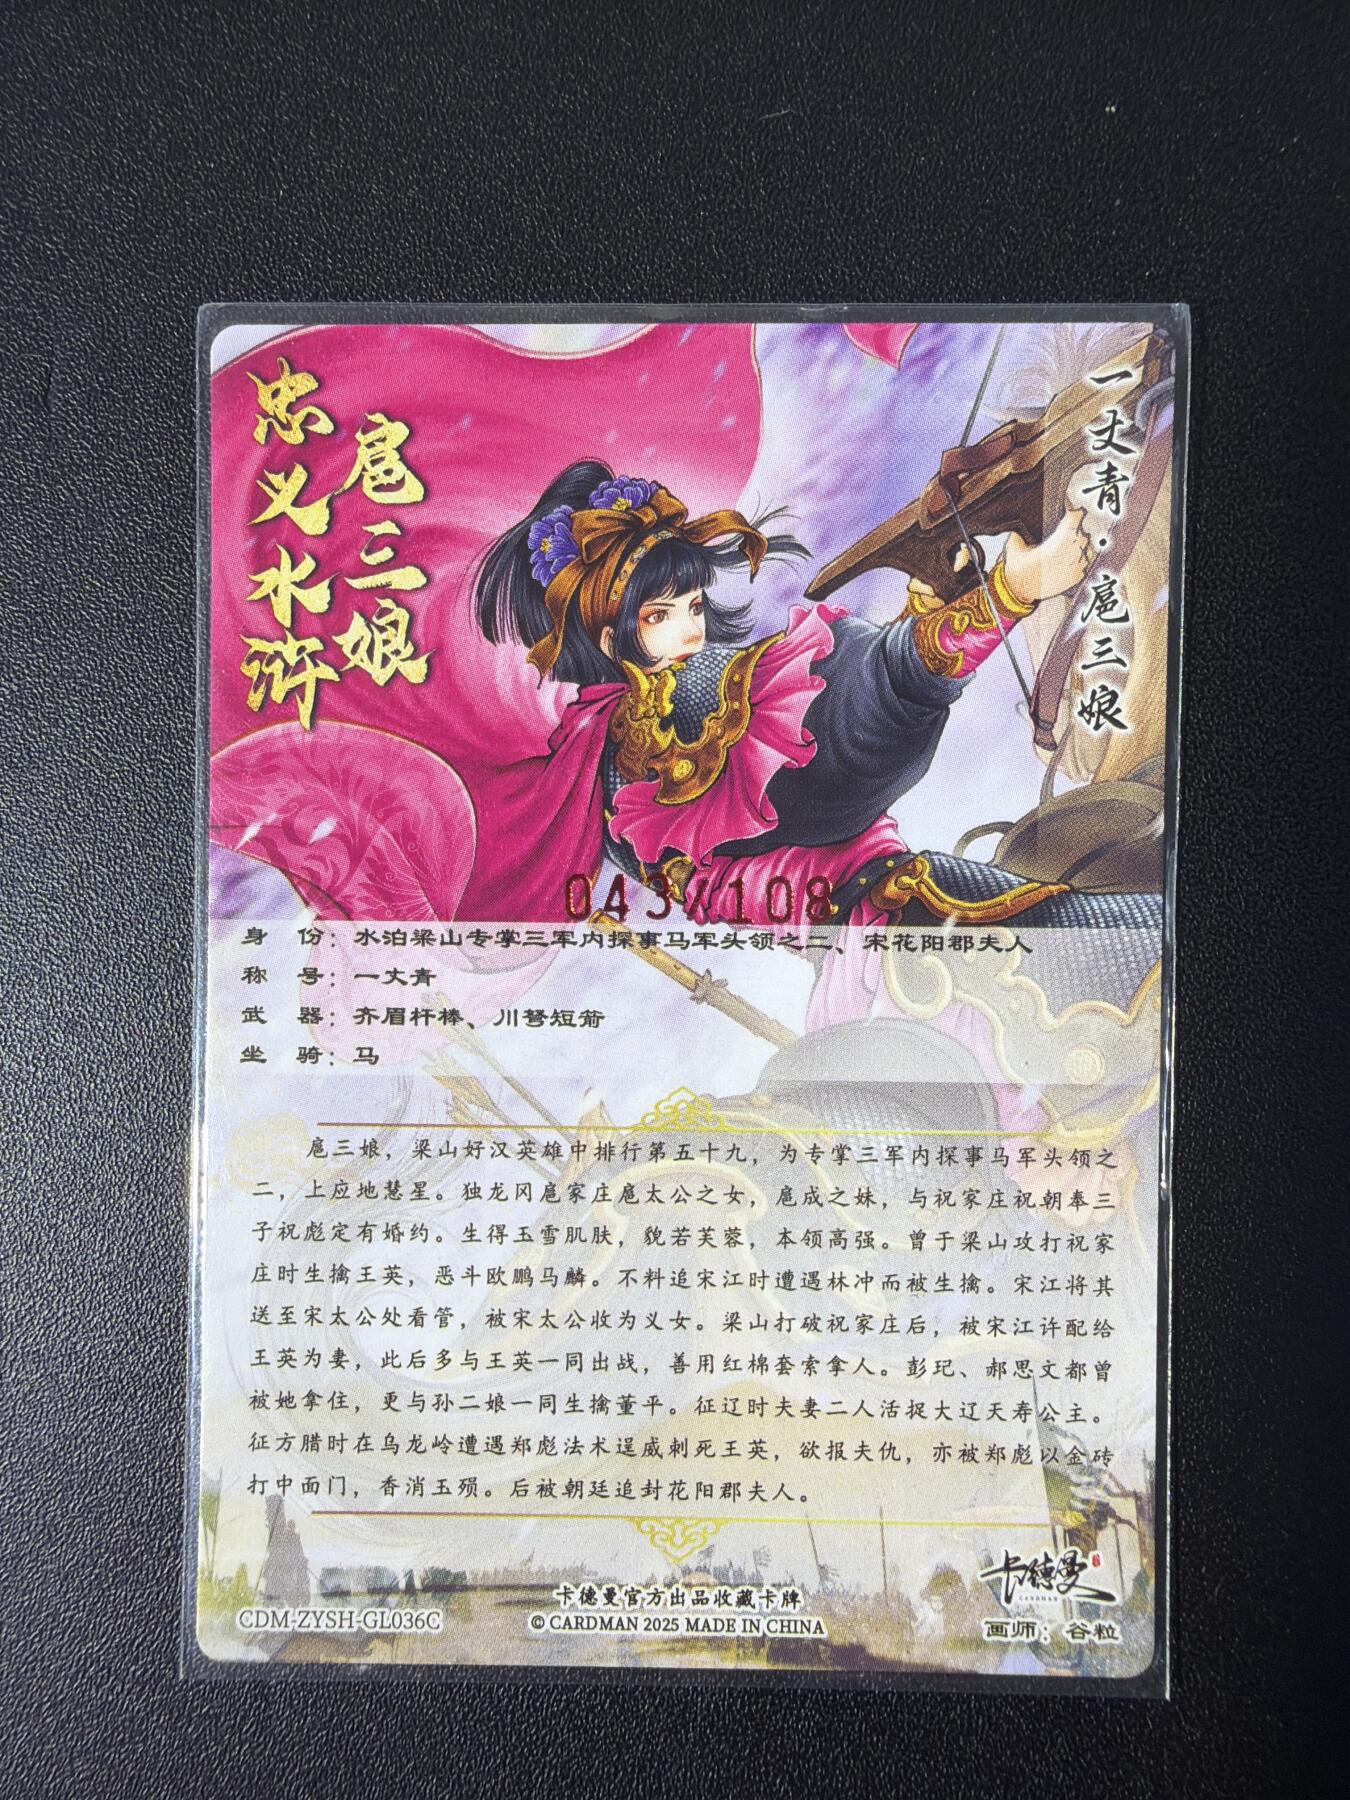 忠义水浒
扈三娘
一丈青·扈三娘
043/108
身 份：水泊梁山专掌三军内探事马军头领之二、宋花阳郡夫人
称 号：一丈青
武 器：齐眉杆棒、川弩短箭
坐 骑：马
扈三娘，梁山好汉英雄中排行第五十九，为专掌三军内探事马军头领之
二，上应地慧星。独龙冈扈家庄扈太公之女，扈成之妹，与祝家庄祝朝奉三
子祝彪定有婚约。生得玉雪肌肤，貌若芙蓉，本领高强。曾于梁山攻打祝家
庄时生擒王英，恶斗欧鹏马麟。不料追宋江时遭遇林冲而被生擒。宋江将其
送至宋太公处看管，被宋太公收为义女。梁山打破祝家庄后，被宋江许配给
王英为妻，此后多与王英一同出战，善用红棉套索拿人。彭玘、郝思文都曾
被她拿住，更与孙二娘一同生擒董平。征辽时夫妻二人活捉大辽天寿公主。
征方腊时在乌龙岭遭遇郑彪法术逞威刺死王英，欲报夫仇，亦被郑彪以金砖
打中面门，香消玉殒。后被朝廷追封花阳郡夫人。
卡德曼
CARDMAN
CDM-ZYSH-GL036C
卡德曼官方出品收藏卡牌
© CARDMAN 2025 MADE IN CHINA
画师：谷粒